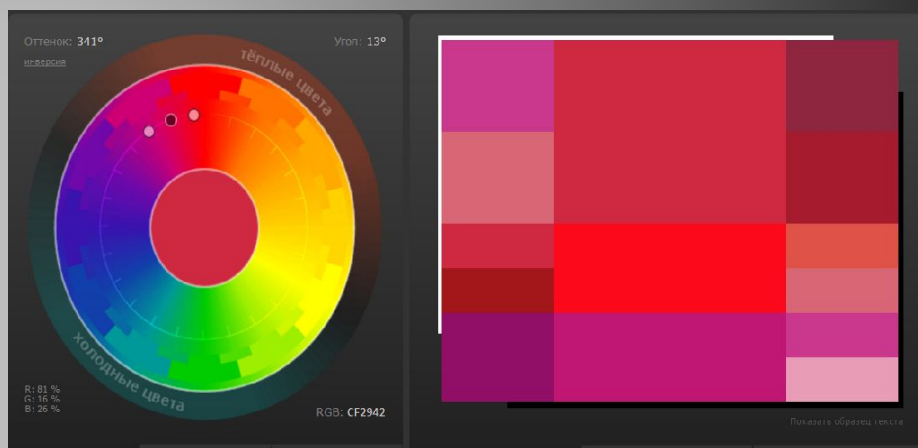 Оттенок: 341°
Угол: 13°
инверсия
тёплые цвета
холодные цвета
R: 81 %
G: 16 %
B: 26 %
RGB: CF2942
Показать образец текста